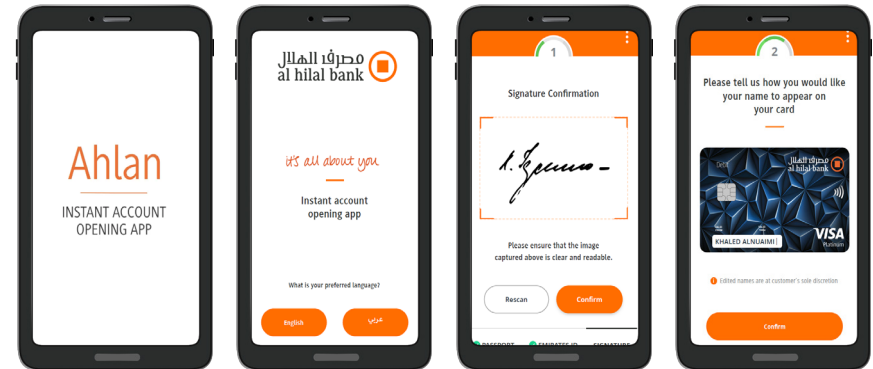 Ahlan
INSTANT ACCOUNT
OPENING APP
مصرف الهلال
al hilal bank
it's all about you
Instant account
opening app
What is your preferred language?
English
عربي
1
Signature Confirmation
Please ensure that the image
captured above is clear and readable.
Rescan
Confirm
PASSPORT
EMIRATES ID
SIGNATURE
2
Please tell us how you would like
your name to appear on
your card
Debit
مصرف الهلال
al hilal bank
KHALED ALNUAIMI
VISA
Platinum
Edited names are at customer's sole discretion
Confirm